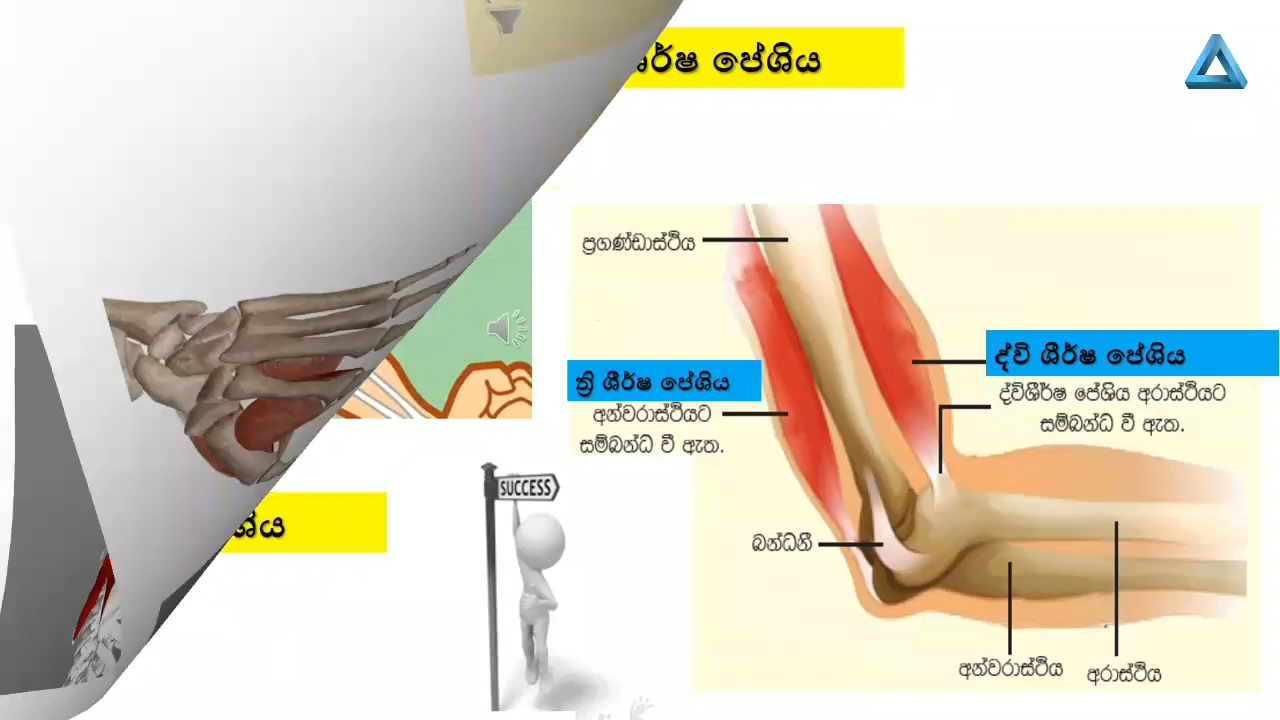 ශීර්ෂ පේශිය
ප්‍රගණ්ඩාස්ථිය
ද්වි ශීර්ෂ පේශිය
ත්‍රි ශීර්ෂ පේශිය
ද්විශීර්ෂ පේශිය අරාස්ථියට
සම්බන්ධ වී ඇත.
අන්වරාස්ථියට
සම්බන්ධ වී ඇත.
SUCCESS
බන්ධනී
අන්වරාස්ථිය
අරාස්ථිය